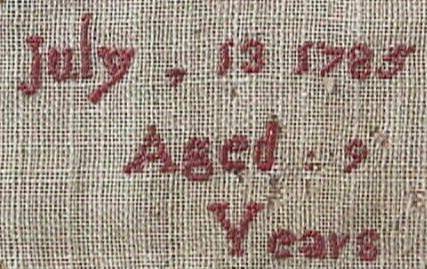 July , 13 1785
Aged : 9
Years